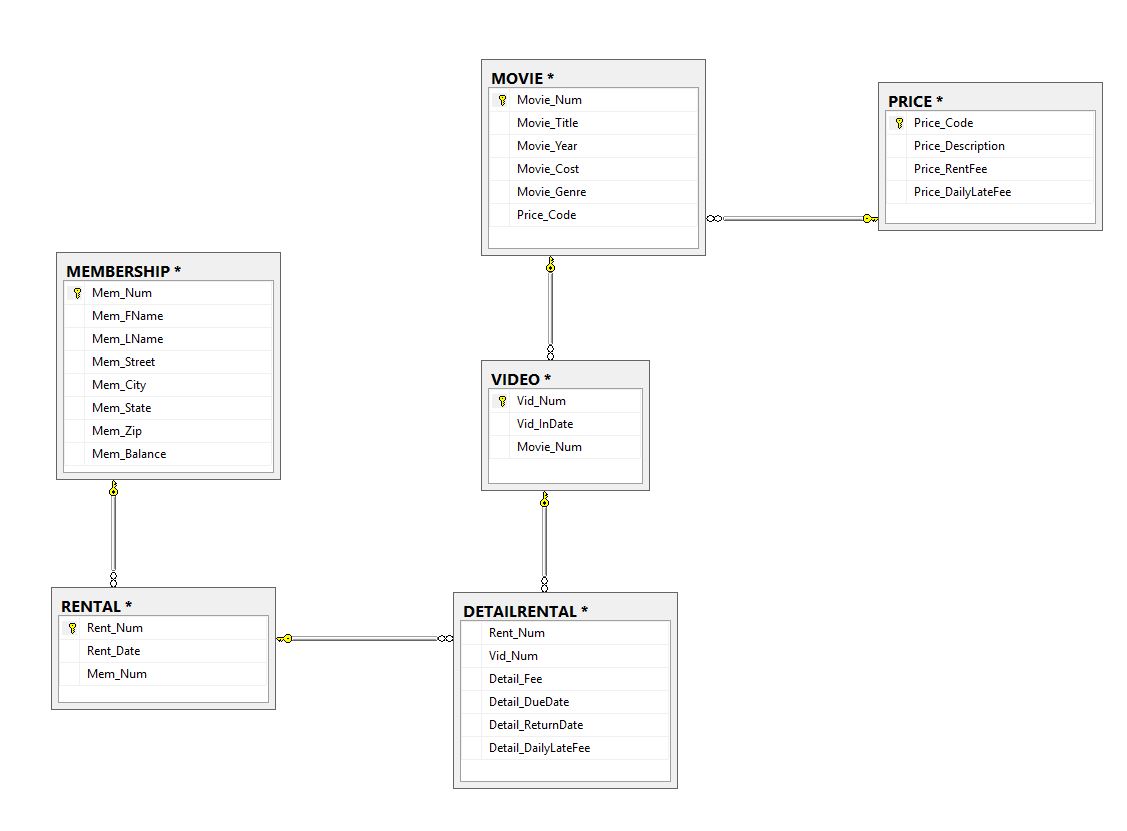 MOVIE *
Movie_Num
Movie_Title
Movie_Year
Movie_Cost
Movie_Genre
Price_Code
PRICE *
Price_Code
Price_Description
Price_RentFee
Price_DailyLateFee
MEMBERSHIP *
Mem_Num
Mem_FName
Mem_LName
Mem_Street
Mem_City
Mem_State
Mem_Zip
Mem_Balance
VIDEO *
Vid_Num
Vid_InDate
Movie_Num
RENTAL *
Rent_Num
Rent_Date
Mem_Num
DETAILRENTAL *
Rent_Num
Vid_Num
Detail_Fee
Detail_DueDate
Detail_ReturnDate
Detail_DailyLateFee